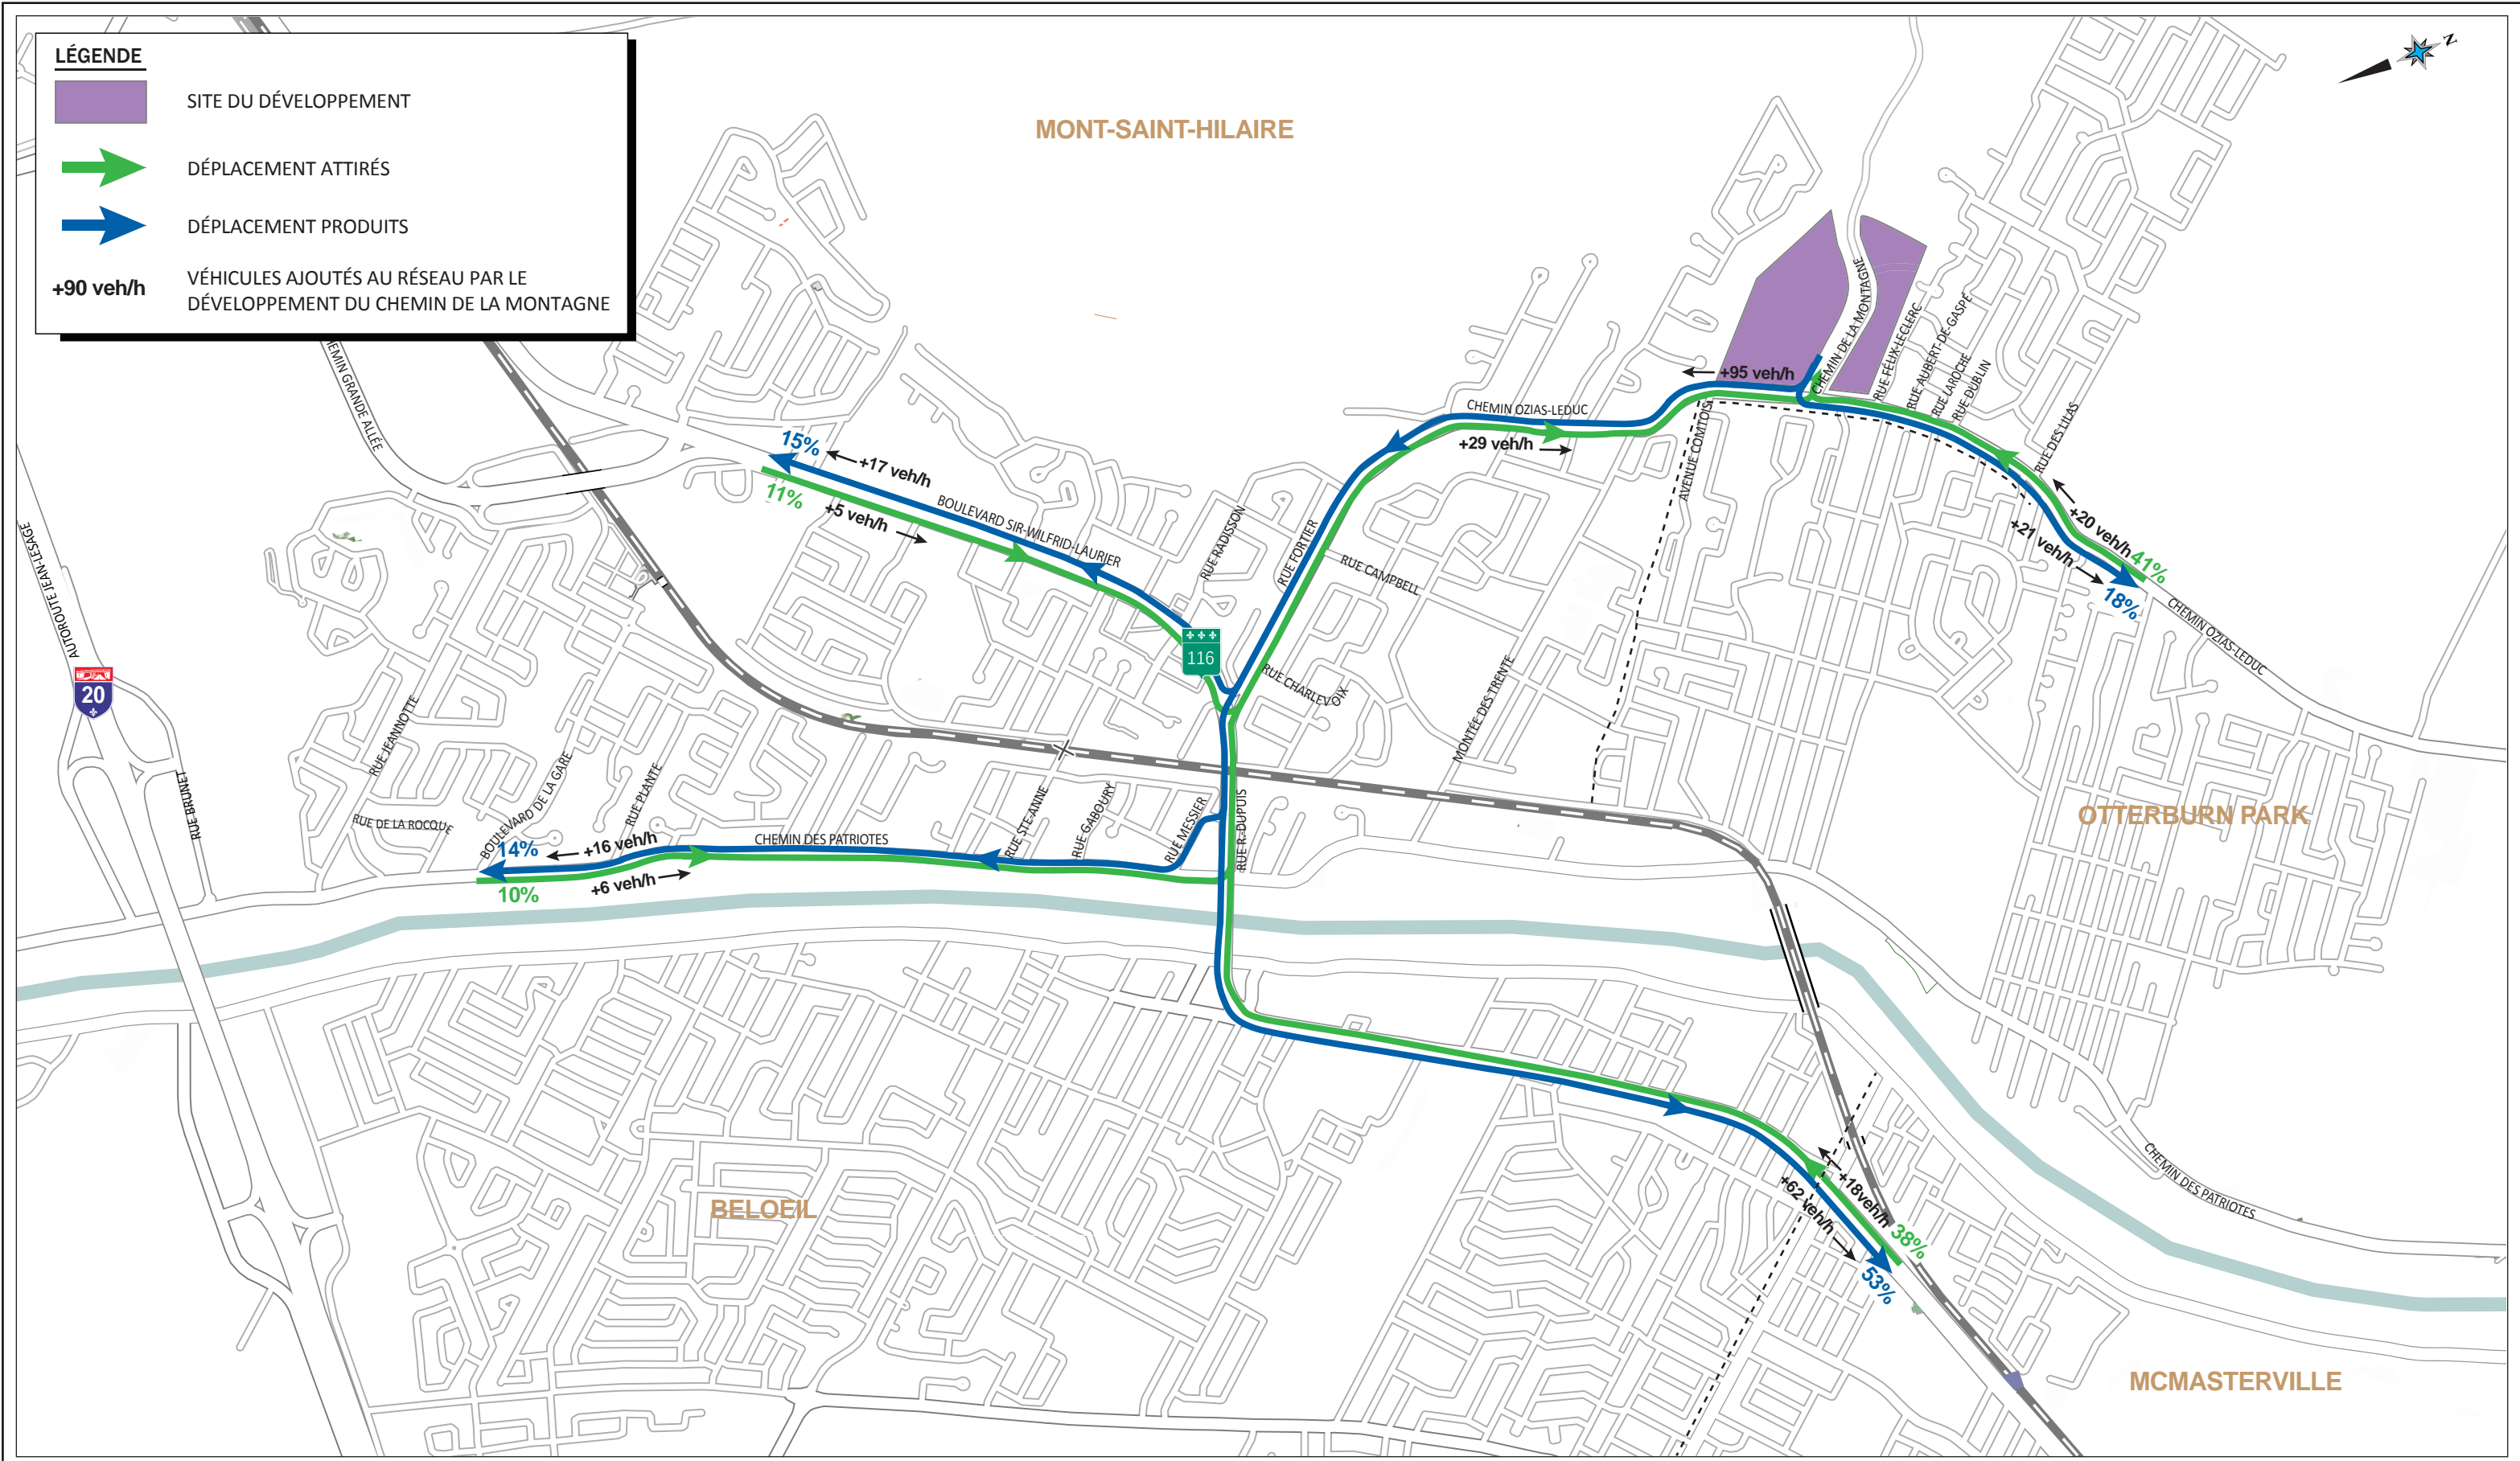 LÉGENDE
SITE DU DÉVELOPPEMENT
DÉPLACEMENT ATTIRÉS
DÉPLACEMENT PRODUITS
+90 veh/h
VÉHICULES AJOUTÉS AU RÉSEAU PAR LE
DÉVELOPPEMENT DU CHEMIN DE LA MONTAGNE
N
MONT-SAINT-HILAIRE
CHEMIN DE LA MONTAGNE
RUE FÉLIX-LECLERC
RUE AUBERT-DE-GASPÉ
RUE LAROCHE
RUE DUBLIN
RUE DES LILAS
+95 veh/h
CHEMIN OZIAS-LEDUC
+29 veh/h
AVENUE COMTOIS
HEMIN GRANDE ALLÉE
15%
+17 veh/h
11%
+5 veh/h
BOULEVARD SIR-WILFRID-LAURIER
RUE RADISSON
RUE FORTIER
RUE CAMPBELL
+20 veh/h
41%
+21 veh/h
18%
CHEMIN OZIAS-LEDUC
AUTOROUTE JEAN-LESAGE
20
116
RUE CHARLEVOIX
MONTÉE DES TRENTE
RUE JEANNOTTE
RUE BRUNET
RUE DE LA ROCQUE
BOULEVARD DE LA GARE
RUE PLANTE
14%
+16 veh/h
CHEMIN DES PATRIOTES
10%
+6 veh/h
RUE STE-ANNE
RUE GABOURY
RUE MESSIER
RUE R.-DUPUIS
OTTERBURN PARK
BELOEIL
+18veh/h
38%
+62 veh/h
53%
CHEMIN DES PATRIOTES
MCMASTERVILLE